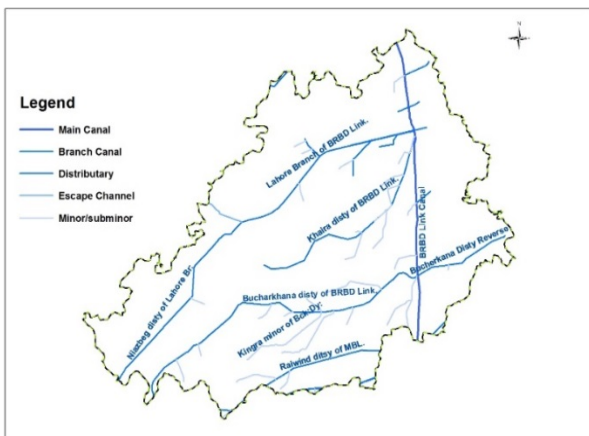 N
Legend
Main Canal
Branch Canal
Distributary
Escape Channel
Minor/subminor
Lahore Branch of BRBD Link.
Khaira disty of BRBD Link.
BRBD Link Canal
Bucherkana Disty Reverse
Niazbeg disty of Lahore Br.
Bucharkhana disty of BRBD Link.
Kingra minor of Bck-Dy:
Raiwind ditsy of MBL.